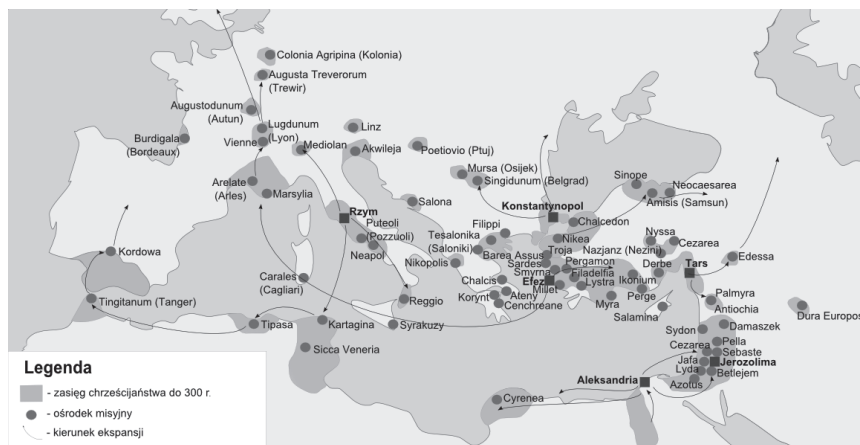 Colonia Agripina (Kolonia)
Augusta Treverorum
(Trewir)
Augustodunum
(Autun)
Lugdunum
(Lyon)
Vienne
Burdigala
(Bordeaux)
Linz
Mediolan
Akwileja
Poetiovio (Ptuj)
Mursa (Osijek)
Singidunum (Belgrad)
Arelate
(Arles)
Marsylia
Salona
Rzym
Puteoli
(Pozzuoli)
Neapol
Kordowa
Tingitanum (Tanger)
Carales
(Cagliari)
Reggio
Tipasa
Kartagina
Syrakuzy
Sicca Veneria
Konstantynopol
Chalcedon
Nikea
Sinope
Neocaesarea
Amisis (Samsun)
Filippi
Tesalonika
(Saloniki)
Barea
Assus
Troja
Nikopolis
Sardes
Pergamon
Smyrna
Filadelfia
Efez
Millet
Lystra
Chalcis
Korynt
Ateny
Cenchreane
Nazjanz (Nezini)
Nyssa
Cezarea
Derbe
Tars
Ikonium
Perge
Myra
Salamina
Edessa
Palmyra
Antiochia
Dura Europos
Sydon
Damaszek
Cezarea
Pella
Sebaste
Jafa
Jerozolima
Lyda
Betlejem
Azotus
Aleksandria
Cyrenea
Legenda
- zasięg chrześcijaństwa do 300 r.
- ośrodek misyjny
- kierunek ekspansji